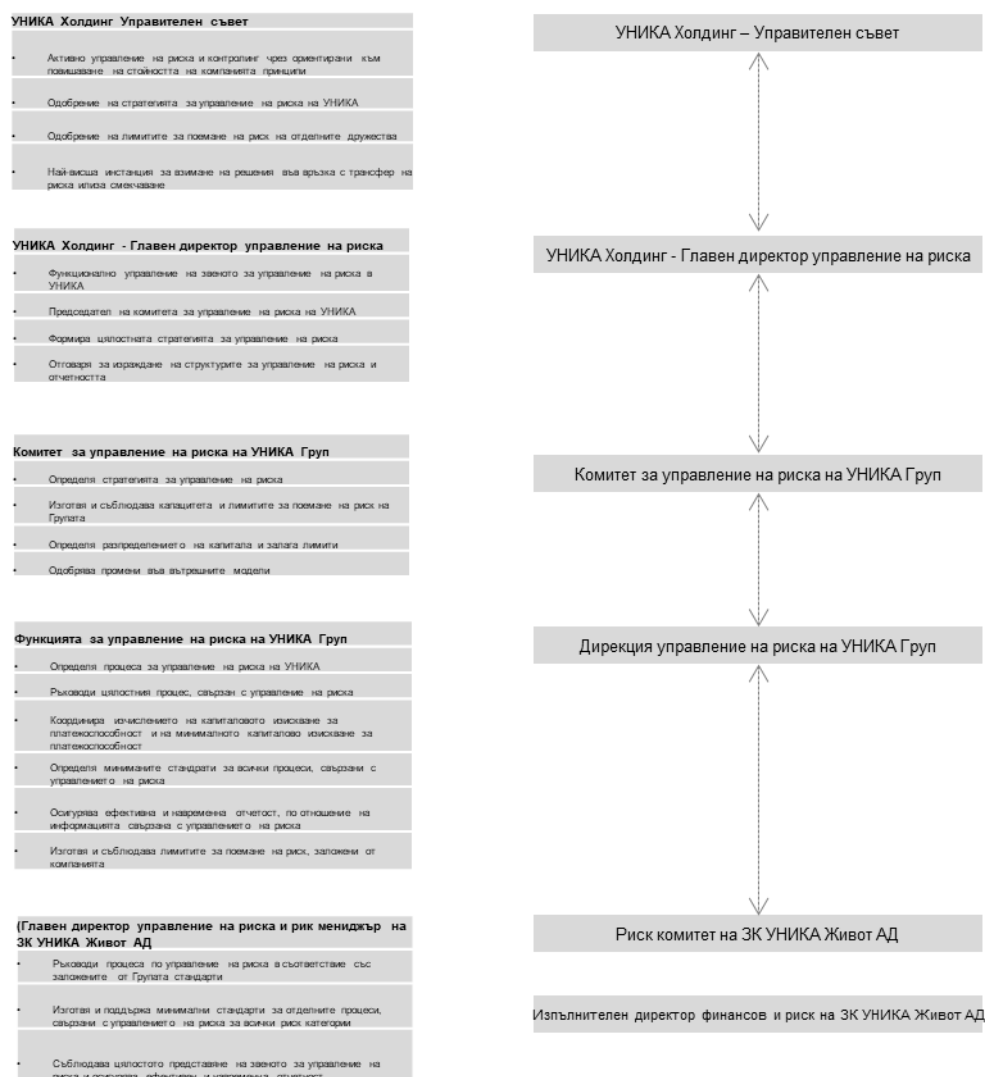 УНИКА Холдинг Управителен съвет
• Активно управление на риска и контролинг чрез ориентирани към
повишаване на стойността на компанията принципи
• Одобрение на стратегията за управление на риска на УНИКА
• Одобрение на лимитите за поемане на риск на отделните дружества
• Най-висша инстанция за взимане на решения във връзка с трансфер на
риска илиза смекчаване
УНИКА Холдинг - Главен директор управление на риска
• Функционално управление на звеното за управление на риска в
УНИКА
• Председател на комитета за управление на риска на УНИКА
• Формира цялостната стратегията за управление на риска
• Отговаря за израждане на структурите за управление на риска и
отчетността
Комитет за управление на риска на УНИКА Груп
• Определя стратегията за управление на риска
• Изготвя и съблюдава капацитета и лимитите за поемане на риск на
Групата
• Определя разпределението на капитала и залага лимити
• Одобрява промени във вътрешните модели
Функцията за управление на риска на УНИКА Груп
• Определя процеса за управление на риска на УНИКА
• Ръководи цялостния процес, свързан с управление на риска
• Координира изчислението на капиталовото изискване за
платежоспособност и на минималното капиталово изискване за
платежоспособност
• Определя миниманите стандрати за всички процеси, свързани с
управлението на риска
• Осигурява ефективна и навременна отчетост, по отношение на
информацията свързана с управлението на риска
• Изготвя и съблюдава лимитите за поемане на риск, заложени от
компанията
(Главен директор управление на риска и рик мениджър на
ЗК УНИКА Живот АД
• Ръководи процеса по управление на риска в съответствие със
заложените от Групата стандарти
• Изготвя и поддържа минимални стандарти за отделните процеси,
свързани с управлението на риска за всички риск категории
• Съблюдава цялостото представяне на звеното за управление на
риска и осигурява ефективен и навременна отчетност
УНИКА Холдинг – Управителен съвет
УНИКА Холдинг - Главен директор управление на риска
Комитет за управление на риска на УНИКА Груп
Дирекция управление на риска на УНИКА Груп
Риск комитет на ЗК УНИКА Живот АД
Изпълнителен директор финансов и риск на ЗК УНИКА Живот АД